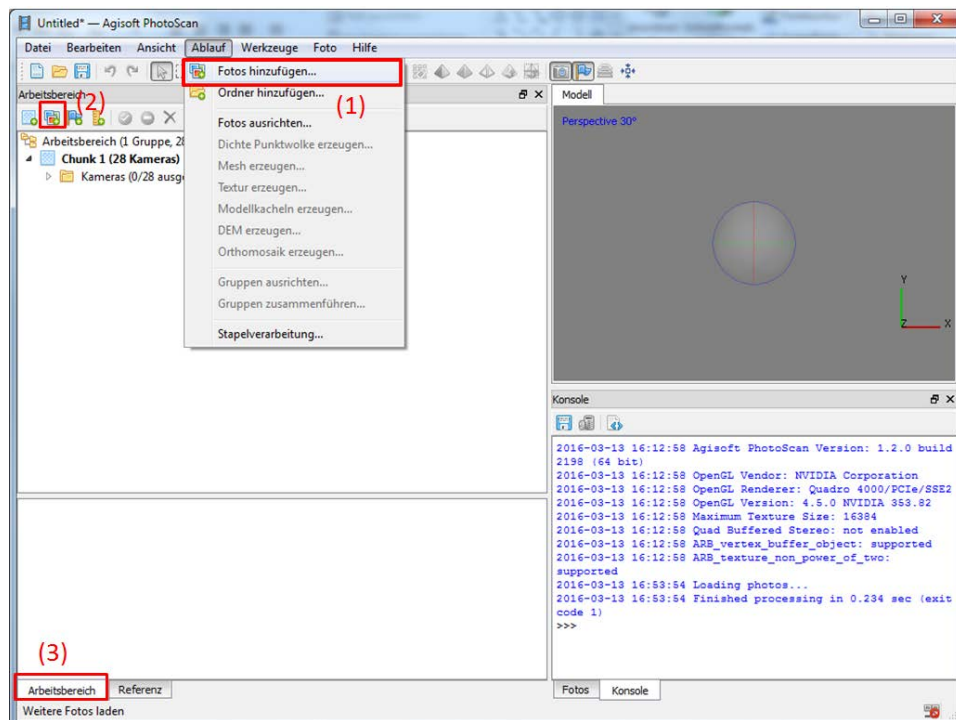 Untitled* — Agisoft PhotoScan
Datei Bearbeiten Ansicht Ablauf Werkzeuge Foto Hilfe
Fotos hinzufügen...
Ordner hinzufügen...
(1)
Fotos ausrichten...
Dichte Punktwolke erzeugen...
Mesh erzeugen...
Textur erzeugen...
Modellkacheln erzeugen...
DEM erzeugen...
Orthomosaik erzeugen...
Gruppen ausrichten...
Gruppen zusammenführen...
Stapelverarbeitung...
Arbeitsbereich
(2)
Arbeitsbereich (1 Gruppe, 28
Chunk 1 (28 Kameras)
Kameras (0/28 ausg
(3)
Arbeitsbereich Referenz
Weitere Fotos laden
Modell
Perspective 30°
Y
Z X
Konsole
2016-03-13 16:12:58 Agisoft PhotoScan Version: 1.2.0 build
2198 (64 bit)
2016-03-13 16:12:58 OpenGL Vendor: NVIDIA Corporation
2016-03-13 16:12:58 OpenGL Renderer: Quadro 4000/PCIe/SSE2
2016-03-13 16:12:58 OpenGL Version: 4.5.0 NVIDIA 353.82
2016-03-13 16:12:58 Maximum Texture Size: 16384
2016-03-13 16:12:58 Quad Buffered Stereo: not enabled
2016-03-13 16:12:58 ARB_vertex_buffer_object: supported
2016-03-13 16:12:58 ARB_texture_non_power_of_two:
supported
2016-03-13 16:53:54 Loading photos...
2016-03-13 16:53:54 Finished processing in 0.234 sec (exit
code 1)
>>>
Fotos Konsole